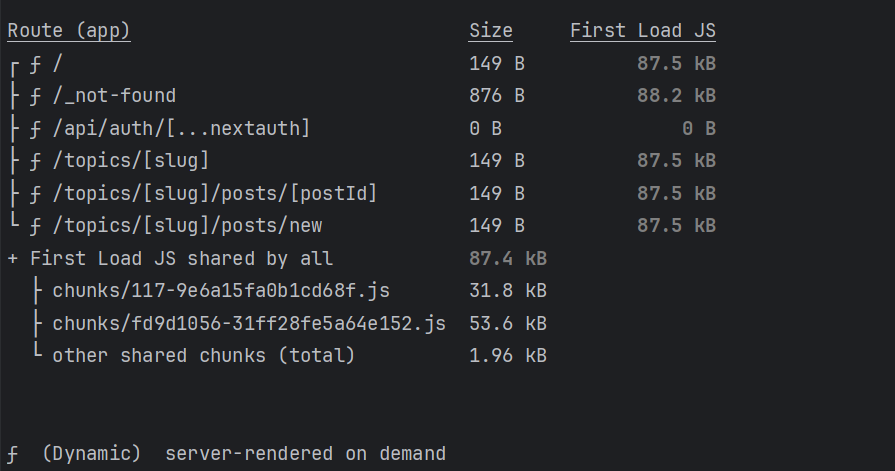 Route (app)                              Size     First Load JS
┌ ƒ /                                    149 B          87.5 kB
├ ƒ /_not-found                          876 B          88.2 kB
├ ƒ /api/auth/[...nextauth]              0 B                0 B
├ ƒ /topics/[slug]                       149 B          87.5 kB
├ ƒ /topics/[slug]/posts/[postId]        149 B          87.5 kB
└ ƒ /topics/[slug]/posts/new             149 B          87.5 kB
+ First Load JS shared by all            87.4 kB
  ├ chunks/117-9e6a15fa0b1cd68f.js       31.8 kB
  ├ chunks/fd9d1056-31ff28fe5a64e152.js  53.6 kB
  └ other shared chunks (total)          1.96 kB
ƒ  (Dynamic)  server-rendered on demand